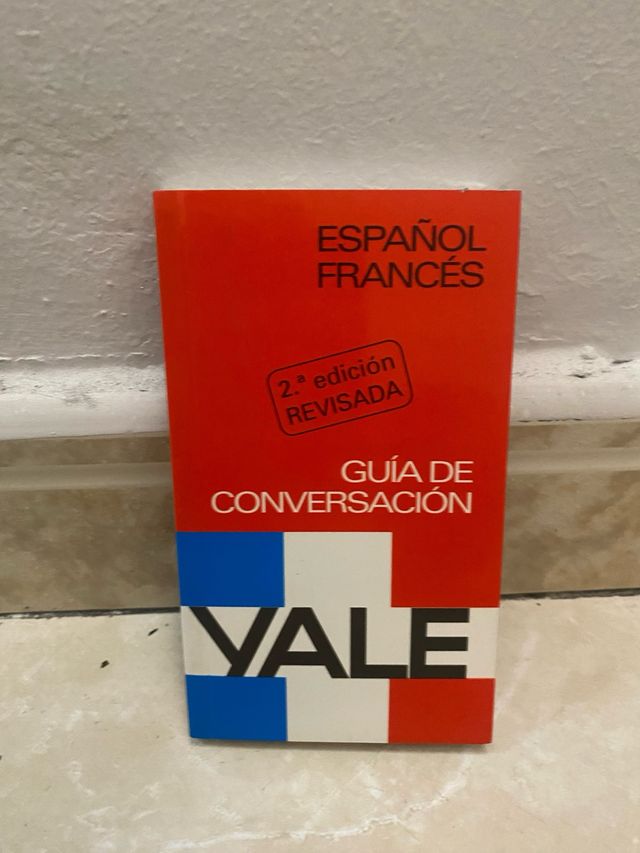 ESPAÑOL
FRANCÉS
2.ª edición
REVISADA
GUÍA DE
CONVERSACIÓN
YALE